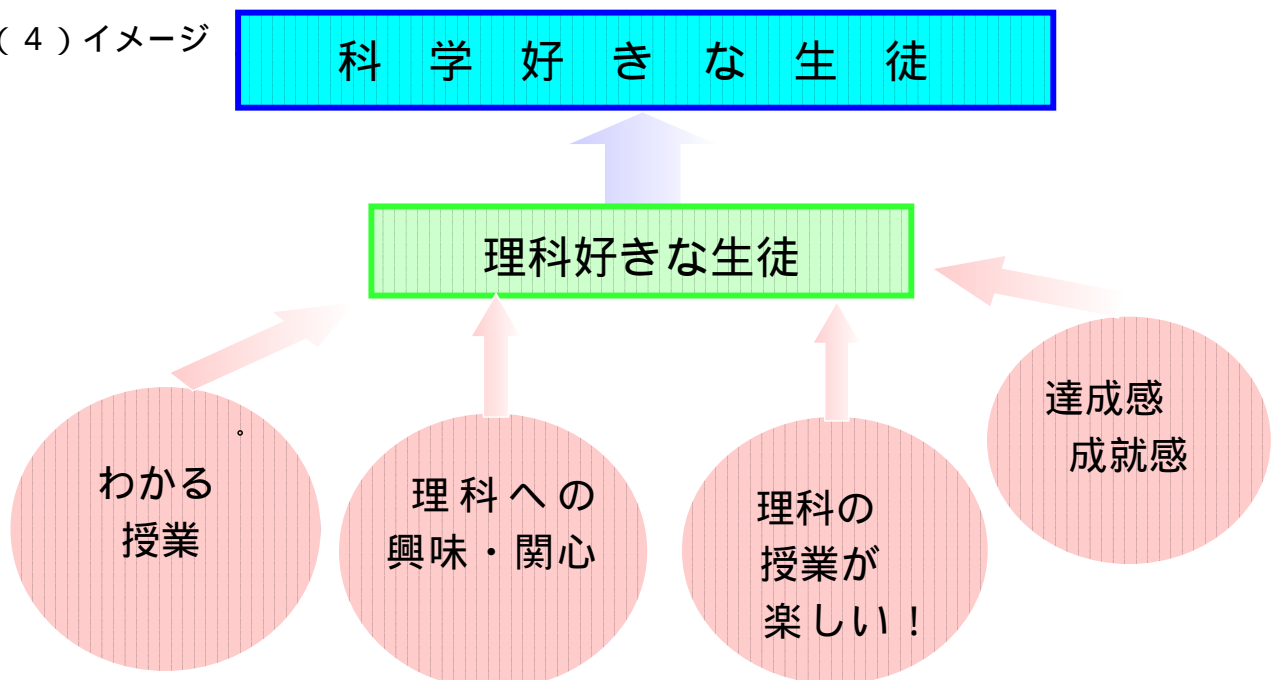 (４)イメージ
科学好きな生徒
理科好きな生徒
。
わかる
授業
理科への
興味・関心
理科の
授業が
楽しい！
達成感
成就感